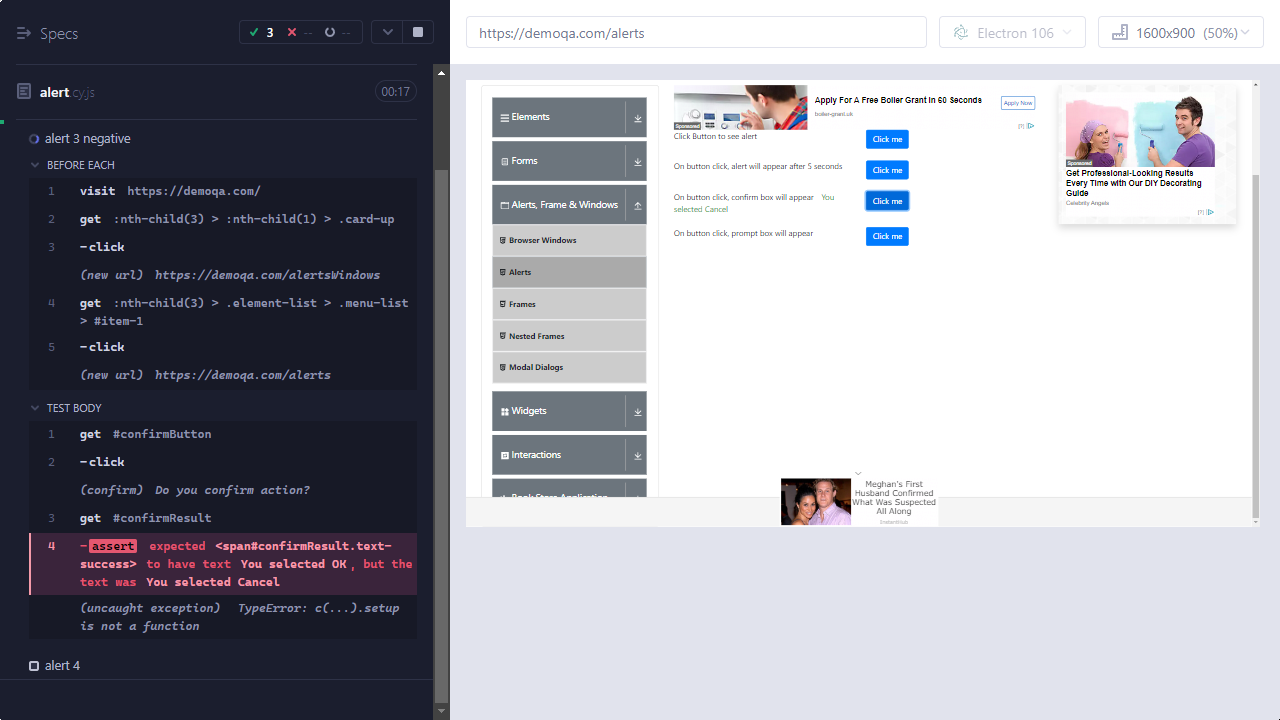 Specs
3
--
--
alert.cy.js
00:17
alert 3 negative
BEFORE EACH
1 visit https://demoqa.com/
2 get :nth-child(3) > :nth-child(1) > .card-up
3 -click
(new url) https://demoqa.com/alertsWindows
4 get :nth-child(3) > .element-list > .menu-list
> #item-1
5 -click
(new url) https://demoqa.com/alerts
TEST BODY
1 get #confirmButton
2 -click
(confirm) Do you confirm action?
3 get #confirmResult
4 -assert expected <span#confirmResult.text-
success> to have text You selected OK, but the
text was You selected Cancel
(uncaught exception) TypeError: c(...).setup
is not a function
alert 4
https://demoqa.com/alerts
Electron 106
1600x900 (50%)
Elements
Forms
Alerts, Frame & Windows
Browser Windows
Alerts
Frames
Nested Frames
Modal Dialogs
Widgets
Interactions
Book Store Application
Sponsored
Apply For A Free Boiler Grant In 60 Seconds
boiler-grant.uk
Apply Now
Click Button to see alert
Click me
On button click, alert will appear after 5 seconds
Click me
On button click, confirm box will appear You
selected Cancel
Click me
On button click, prompt box will appear
Click me
Sponsored
Get Professional-Looking Results
Every Time with Our DIY Decorating
Guide
Celebrity Angels
Meghan's First
Husband Confirmed
What Was Suspected
All Along